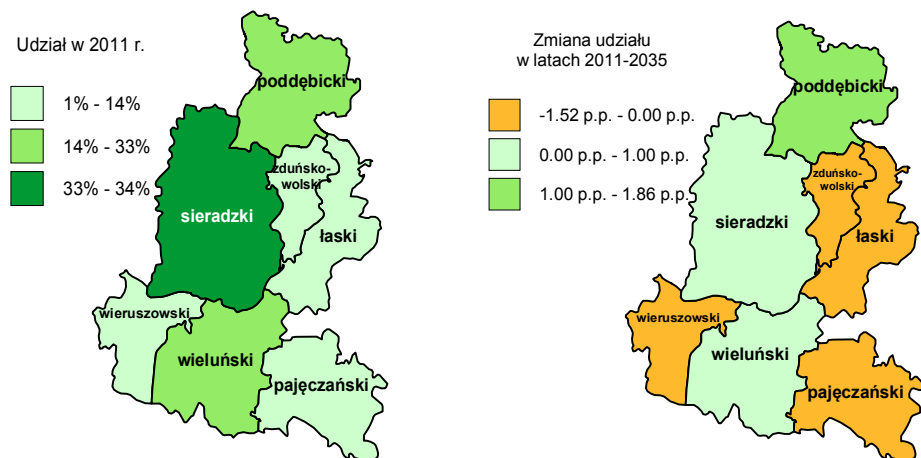 Udział w 2011 r.
1% - 14%
14% - 33%
33% - 34%
poddębicki
zduńsko-
wolski
sieradzki
łaski
wieruszowski
wieluński
pajęczański
Zmiana udziału
w latach 2011-2035
-1.52 p.p. - 0.00 p.p.
0.00 p.p. - 1.00 p.p.
1.00 p.p. - 1.86 p.p.
poddębicki
zduńsko-
wolski
sieradzki
łaski
wieruszowski
wieluński
pajęczański